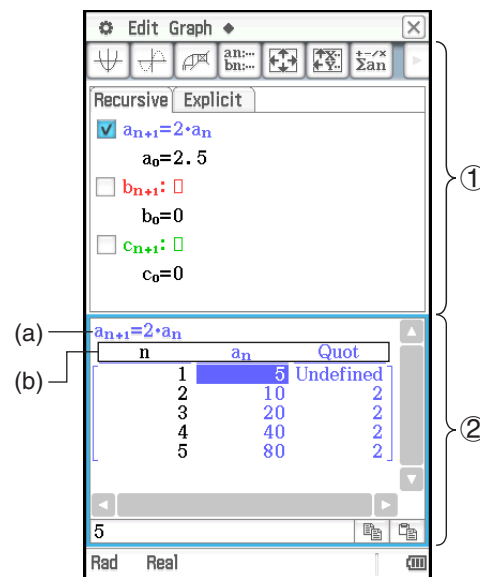 Edit Graph ◆
an:… bn:… +−/× Σan
Recursive Explicit
aₙ₊₁=2·aₙ
a₀=2.5
bₙ₊₁:□
b₀=0
cₙ₊₁:□
c₀=0
①
(a) aₙ₊₁=2·aₙ
(b) n aₙ Quot
1 5 Undefined
2 10 2
3 20 2
4 40 2
5 80 2
②
5
Rad Real